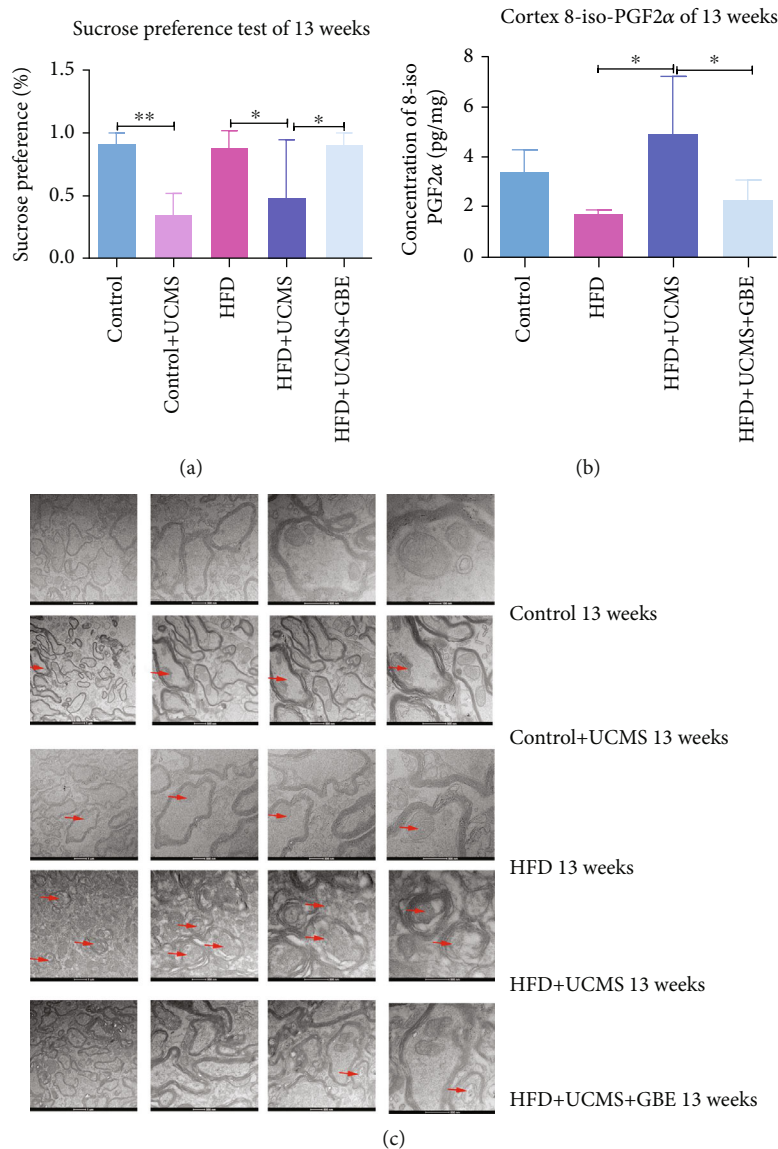 Sucrose preference test of 13 weeks
Sucrose preference (%)
1.5
1.0
0.5
0.0
**
*
*
Control
Control+UCMS
HFD
HFD+UCMS
HFD+UCMS+GBE
(a)
Cortex 8-iso-PGF2α of 13 weeks
Concentration of 8-iso
PGF2α (pg/mg)
8
6
4
2
0
*
*
Control
HFD
HFD+UCMS
HFD+UCMS+GBE
(b)
Control 13 weeks
Control+UCMS 13 weeks
HFD 13 weeks
HFD+UCMS 13 weeks
HFD+UCMS+GBE 13 weeks
(c)